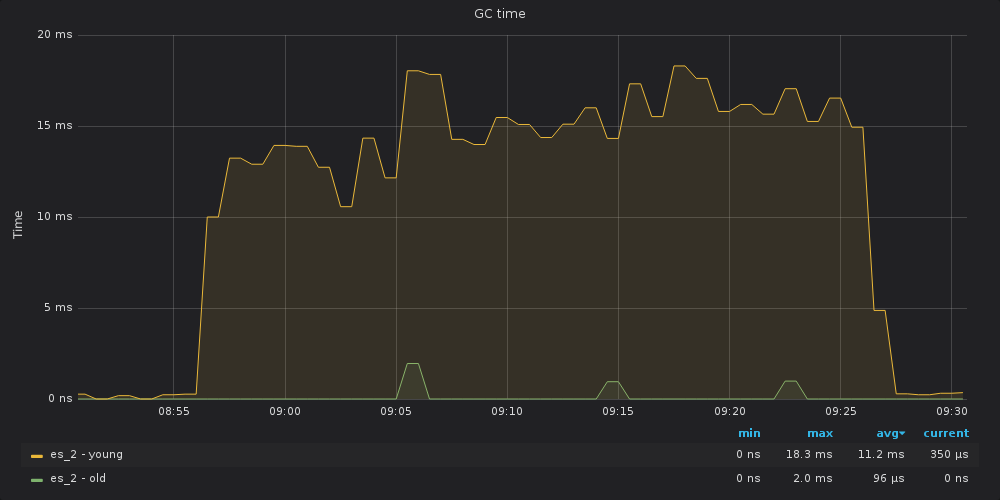 GC time
20 ms
15 ms
10 ms
5 ms
0 ns
Time
08:55 09:00 09:05 09:10 09:15 09:20 09:25 09:30
min max avg current
es_2 - young 0 ns 18.3 ms 11.2 ms 350 µs
es_2 - old 0 ns 2.0 ms 96 µs 0 ns